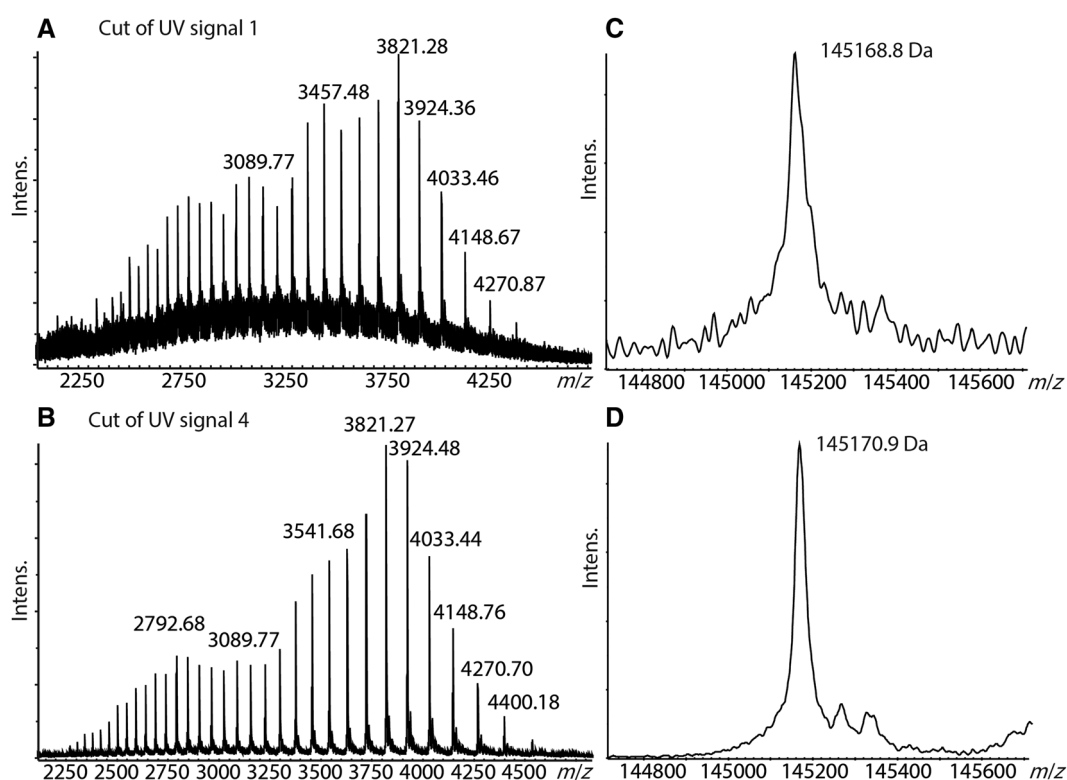 A
Cut of UV signal 1
3821.28
3457.48
3924.36
3089.77
4033.46
4148.67
4270.87
Intens.
2250 2750 3250 3750 4250 m/z
C
145168.8 Da
Intens.
144800 145000 145200 145400 145600 m/z
B
Cut of UV signal 4
3821.27
3924.48
3541.68
4033.44
2792.68
3089.77
4148.76
4270.70
4400.18
Intens.
2250 2500 2750 3000 3250 3500 3750 4000 4250 4500 m/z
D
145170.9 Da
Intens.
144800 145000 145200 145400 145600 m/z